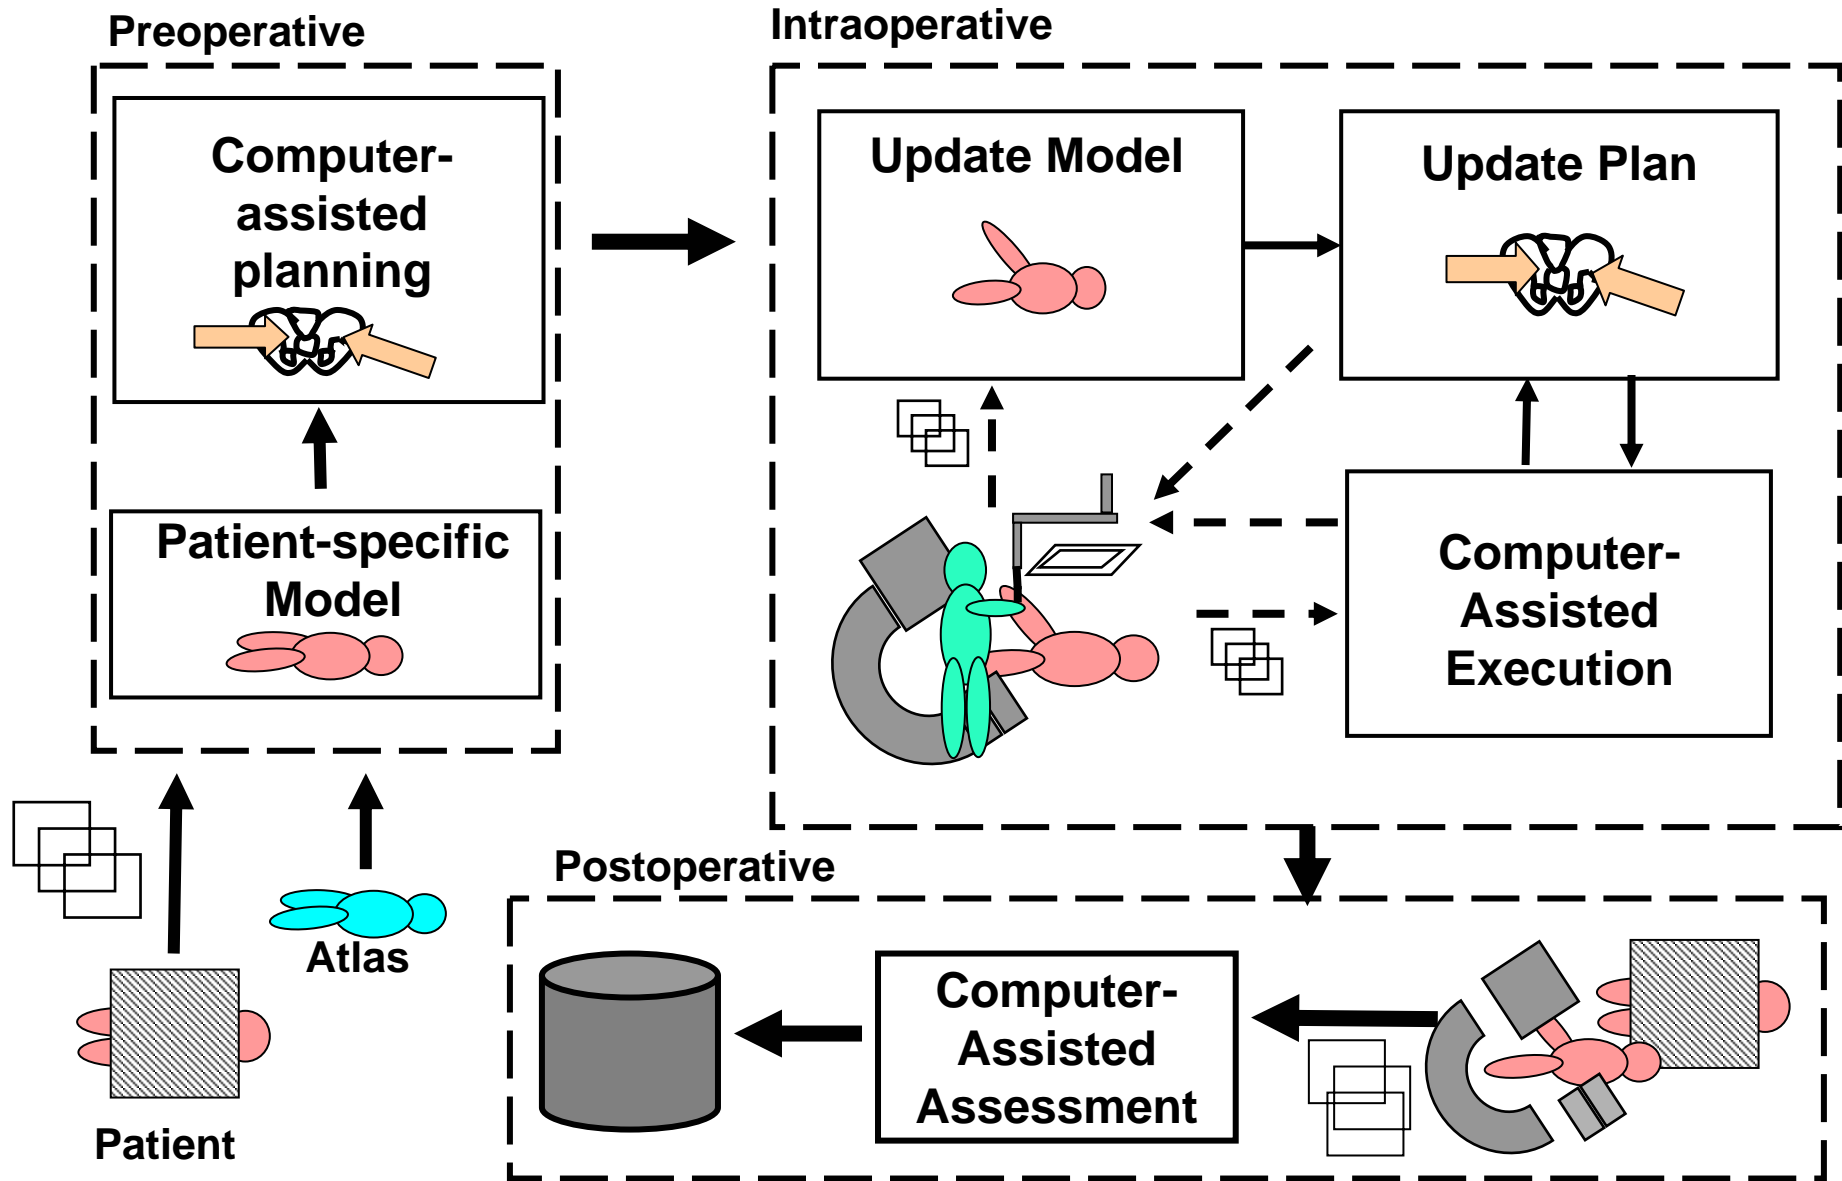 Preoperative
Computer-
assisted
planning
Patient-specific
Model
Atlas
Patient
Intraoperative
Update Model
Update Plan
Computer-
Assisted
Execution
Postoperative
Computer-
Assisted
Assessment